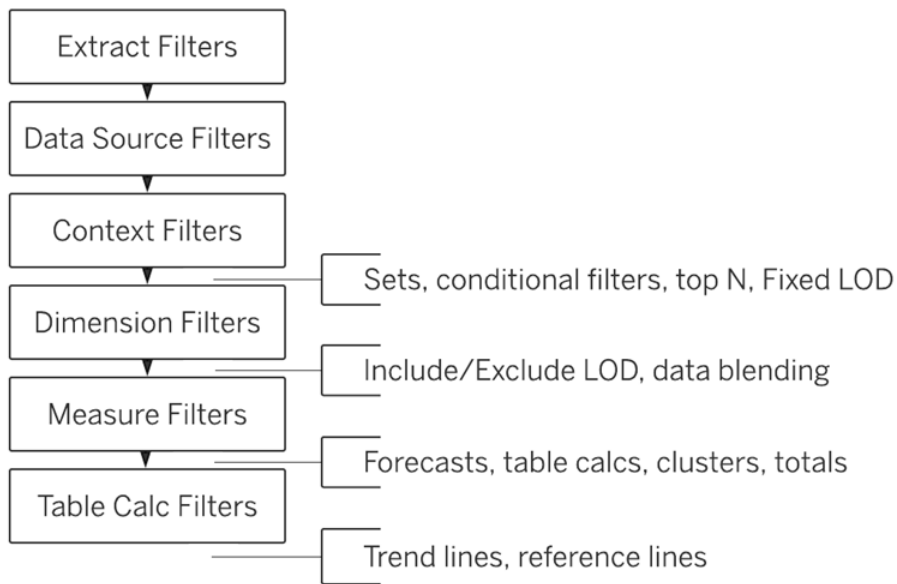 Extract Filters
Data Source Filters
Context Filters
Sets, conditional filters, top N, Fixed LOD
Dimension Filters
Include/Exclude LOD, data blending
Measure Filters
Forecasts, table calcs, clusters, totals
Table Calc Filters
Trend lines, reference lines